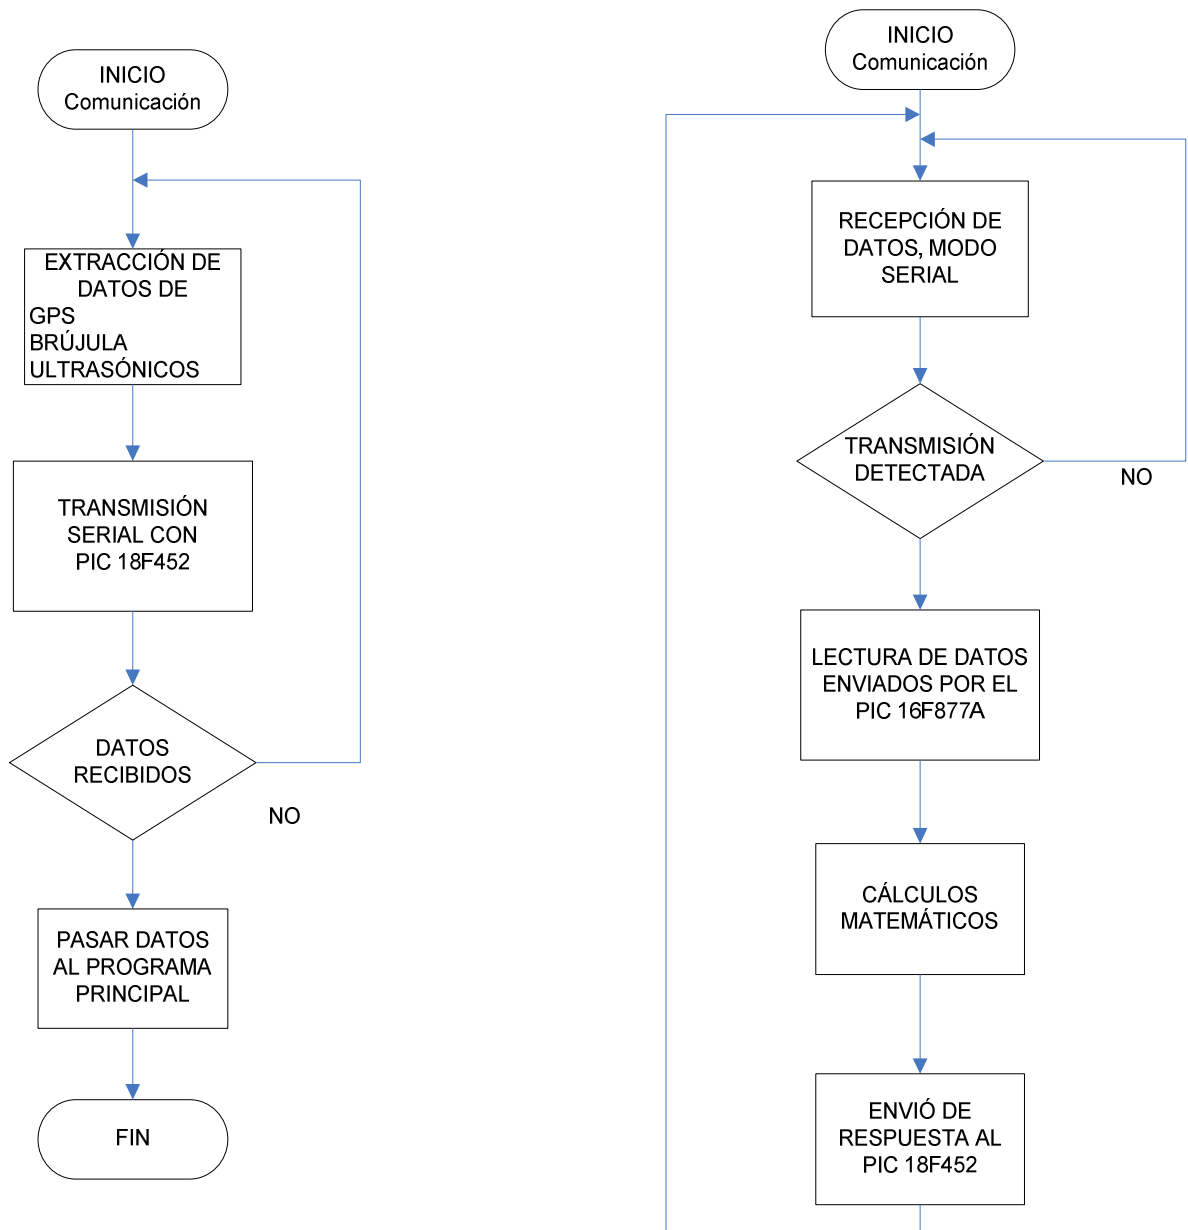 INICIO
Comunicación
EXTRACCIÓN DE
DATOS DE
GPS
BRÚJULA
ULTRASÓNICOS
TRANSMISIÓN
SERIAL CON
PIC 18F452
DATOS
RECIBIDOS
NO
PASAR DATOS
AL PROGRAMA
PRINCIPAL
FIN
INICIO
Comunicación
RECEPCIÓN DE
DATOS, MODO
SERIAL
TRANSMISIÓN
DETECTADA
NO
LECTURA DE DATOS
ENVIADOS POR EL
PIC 16F877A
CÁLCULOS
MATEMÁTICOS
ENVIÓ DE
RESPUESTA AL
PIC 18F452